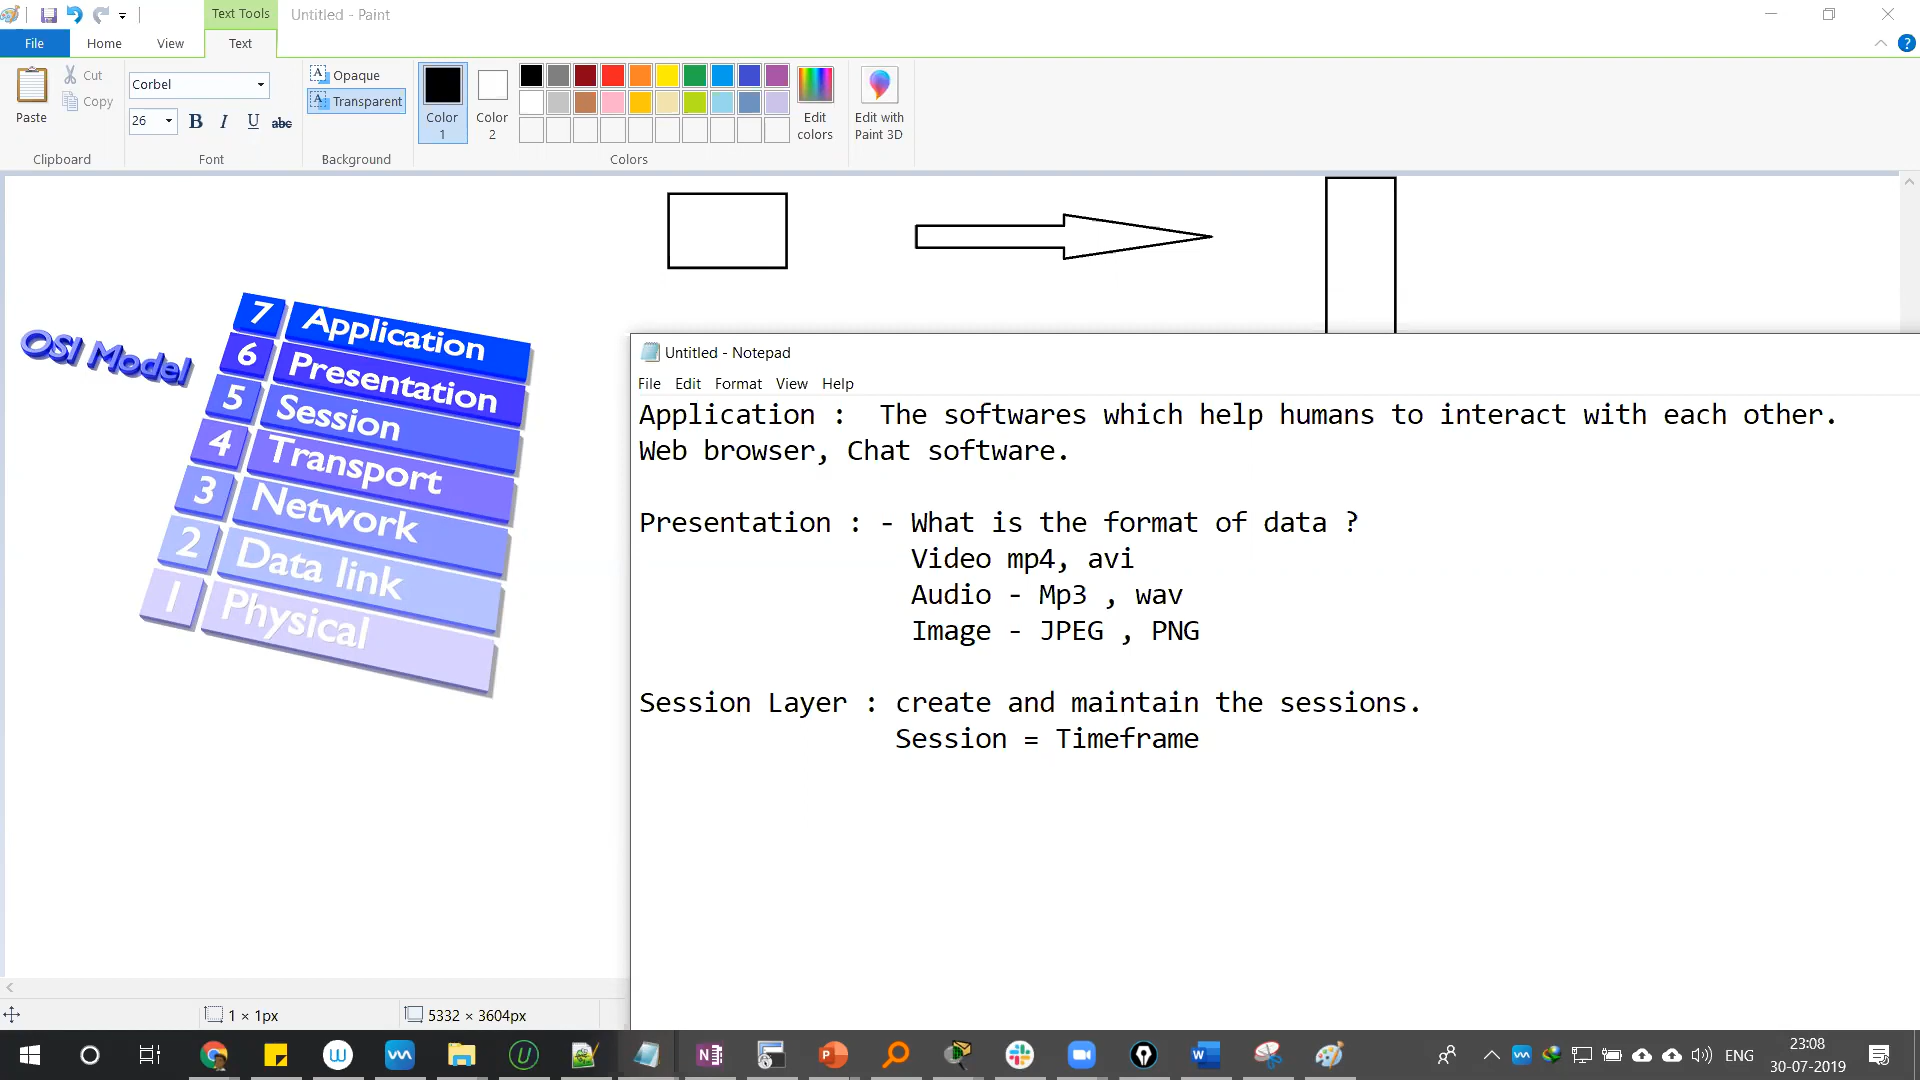 Text Tools
Untitled - Paint
File
Home
View
Text
Paste
Cut
Copy
Clipboard
Corbel
26
B
I
U
abc
Font
Opaque
Transparent
Background
Color
1
Color
2
Colors
Edit
colors
Edit with
Paint 3D
OSI Model
7 Application
6 Presentation
5 Session
4 Transport
3 Network
2 Data link
1 Physical
Untitled - Notepad
File Edit Format View Help
Application :  The softwares which help humans to interact with each other.
Web browser, Chat software.
Presentation : - What is the format of data ?
Video mp4, avi
Audio - Mp3 , wav
Image - JPEG , PNG
Session Layer : create and maintain the sessions.
Session = Timeframe
1 × 1px
5332 × 3604px
ENG
23:08
30-07-2019